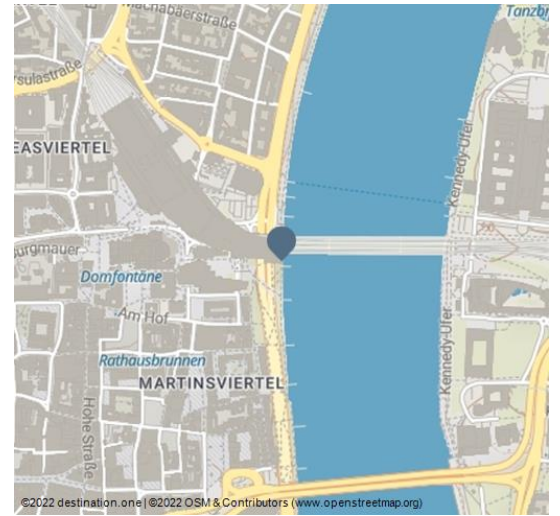 Machabäerstraße
Tanzbr
rsulastraße
EASVIERTEL
Kennedy-Ufer
urgmauer
Domfontäne
Am Hof
Rathausbrunnen
MARTINSVIERTEL
Kennedy-Ufer
Hohe Straße
©2022 destination.one | ©2022 OSM & Contributors (www.openstreetmap.org)